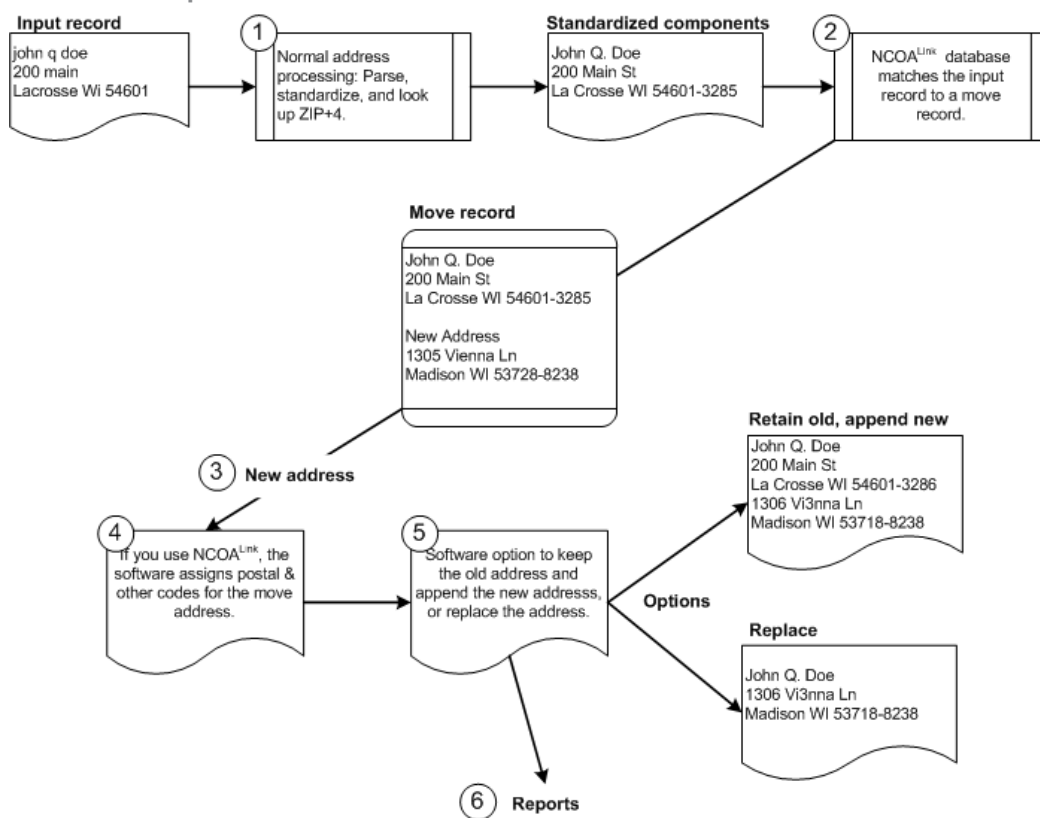 Input record
john q doe
200 main
Lacrosse Wi 54601
1
Normal address
processing: Parse,
standardize, and look
up ZIP+4.
Standardized components
John Q. Doe
200 Main St
La Crosse WI 54601-3285
2
NCOALink database
matches the input
record to a move
record.
Move record
John Q. Doe
200 Main St
La Crosse WI 54601-3285
New Address
1305 Vienna Ln
Madison WI 53728-8238
3 New address
4
If you use NCOALink, the
software assigns postal &
other codes for the move
address.
5
Software option to keep
the old address and
append the new addresss,
or replace the address.
Options
Retain old, append new
John Q. Doe
200 Main St
La Crosse WI 54601-3286
1306 Vi3nna Ln
Madison WI 53718-8238
Replace
John Q. Doe
1306 Vi3nna Ln
Madison WI 53718-8238
6 Reports